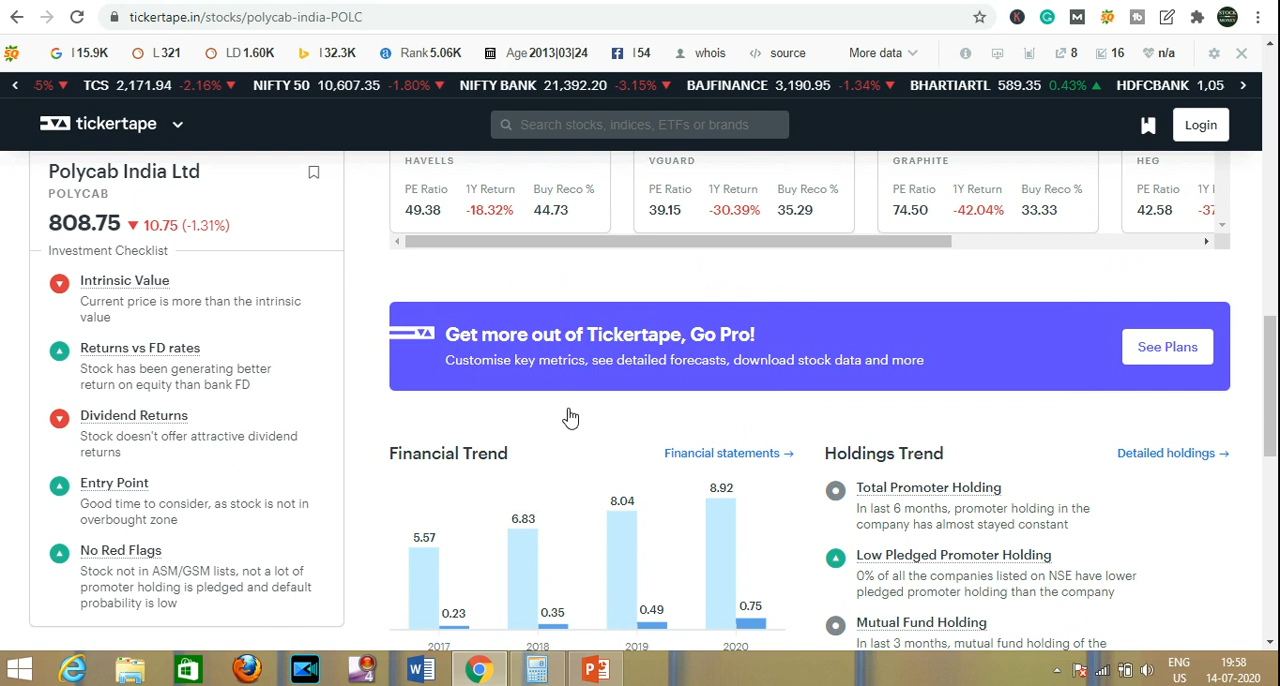 tickertape.in/stocks/polycab-india-POLC
I 15.9K
L 321
LD 1.60K
I 32.3K
Rank 5.06K
Age 2013|03|24
I 54
whois
source
More data
8
16
n/a
-5%
TCS 2,171.94 -2.16%
NIFTY 50 10,607.35 -1.80%
NIFTY BANK 21,392.20 -3.15%
BAJFINANCE 3,190.95 -1.34%
BHARTIARTL 589.35 0.43%
HDFCBANK 1,05
tickertape
Search stocks, indices, ETFs or brands
Login
Polycab India Ltd
POLYCAB
808.75 10.75 (-1.31%)
Investment Checklist
Intrinsic Value
Current price is more than the intrinsic
value
Returns vs FD rates
Stock has been generating better
return on equity than bank FD
Dividend Returns
Stock doesn't offer attractive dividend
returns
Entry Point
Good time to consider, as stock is not in
overbought zone
No Red Flags
Stock not in ASM/GSM lists, not a lot of
promoter holding is pledged and default
probability is low
HAVELLS
PE Ratio 1Y Return Buy Reco %
49.38 -18.32% 44.73
VGUARD
PE Ratio 1Y Return Buy Reco %
39.15 -30.39% 35.29
GRAPHITE
PE Ratio 1Y Return Buy Reco %
74.50 -42.04% 33.33
HEG
PE Ratio 1Y
42.58 -37
Get more out of Tickertape, Go Pro!
Customise key metrics, see detailed forecasts, download stock data and more
See Plans
Financial Trend
Financial statements →
5.57
0.23
6.83
0.35
8.04
0.49
8.92
0.75
2017 2018 2019 2020
Holdings Trend
Detailed holdings →
Total Promoter Holding
In last 6 months, promoter holding in the
company has almost stayed constant
Low Pledged Promoter Holding
0% of all the companies listed on NSE have lower
pledged promoter holding than the company
Mutual Fund Holding
In last 3 months, mutual fund holding of the
ENG
US
19:58
14-07-2020